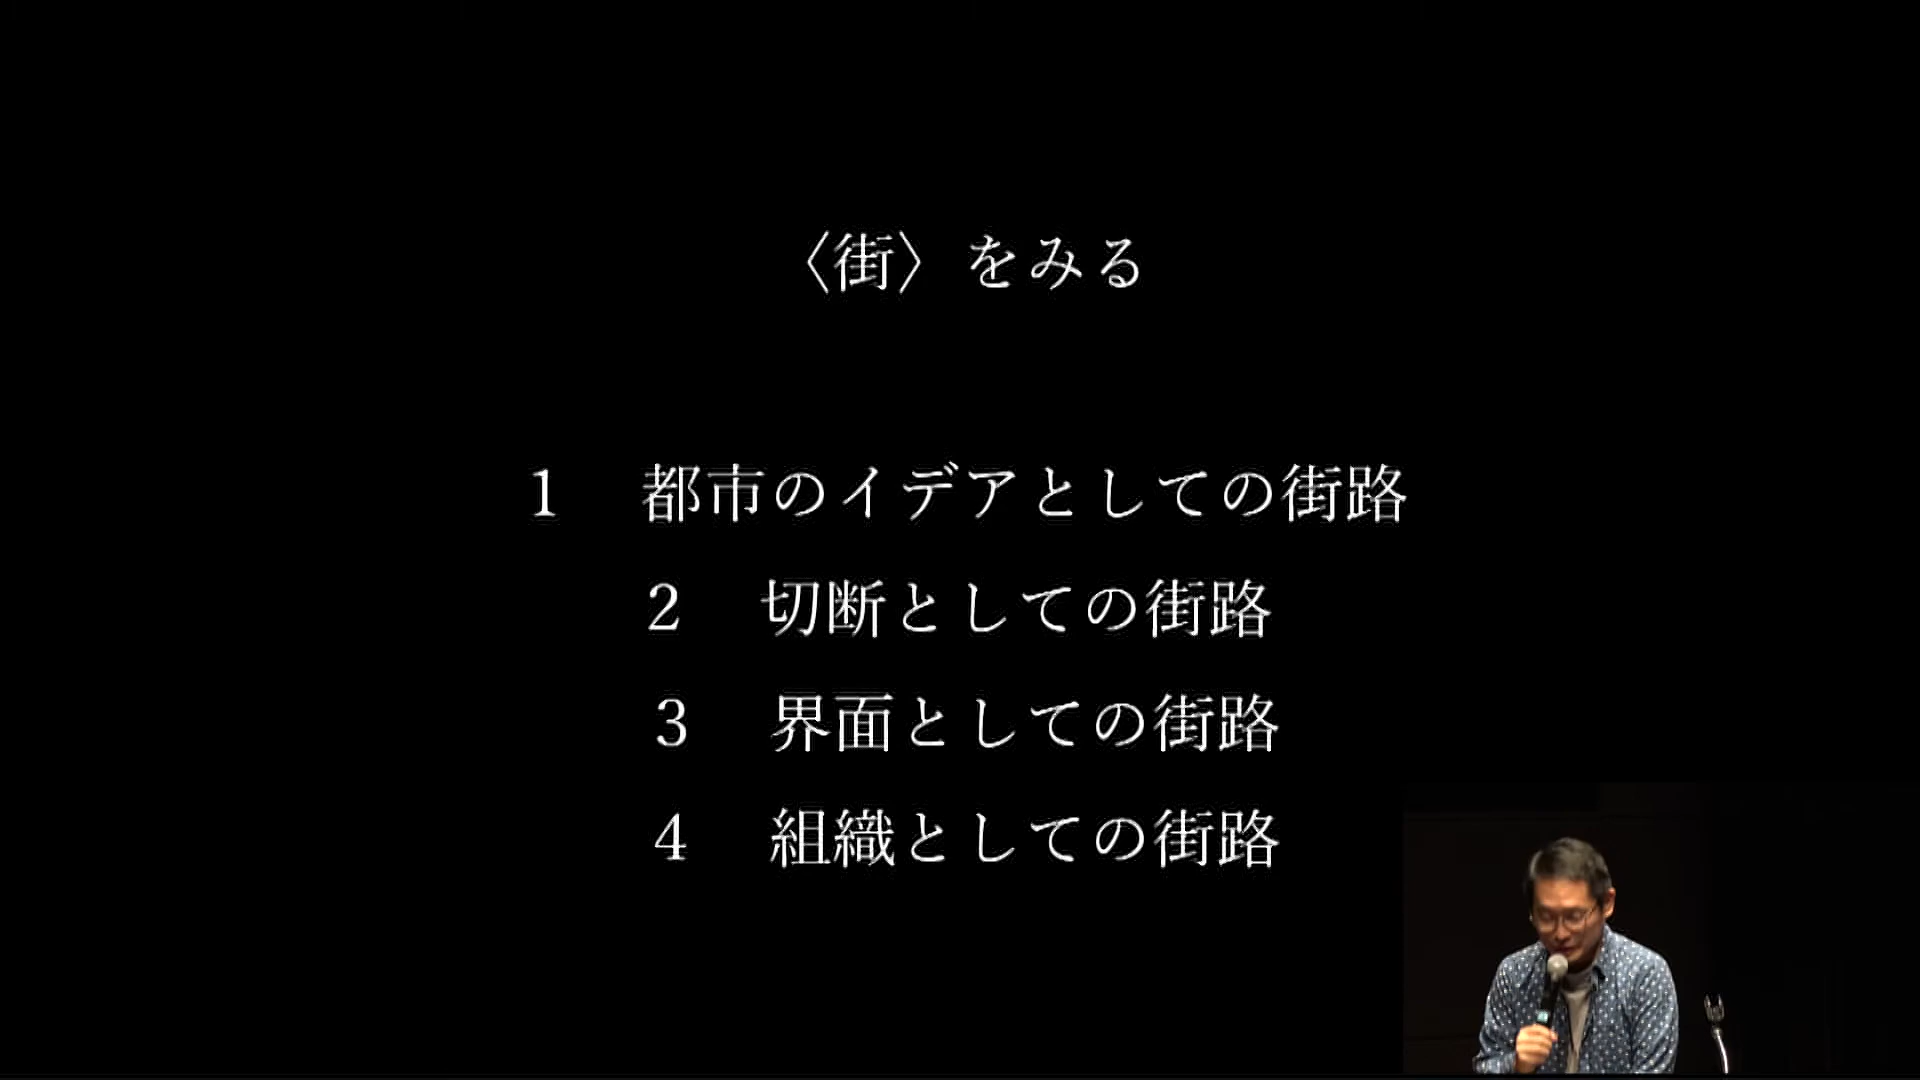 〈街〉をみる
1 都市のイデアとしての街路
2 切断としての街路
3 界面としての街路
4 組織としての街路